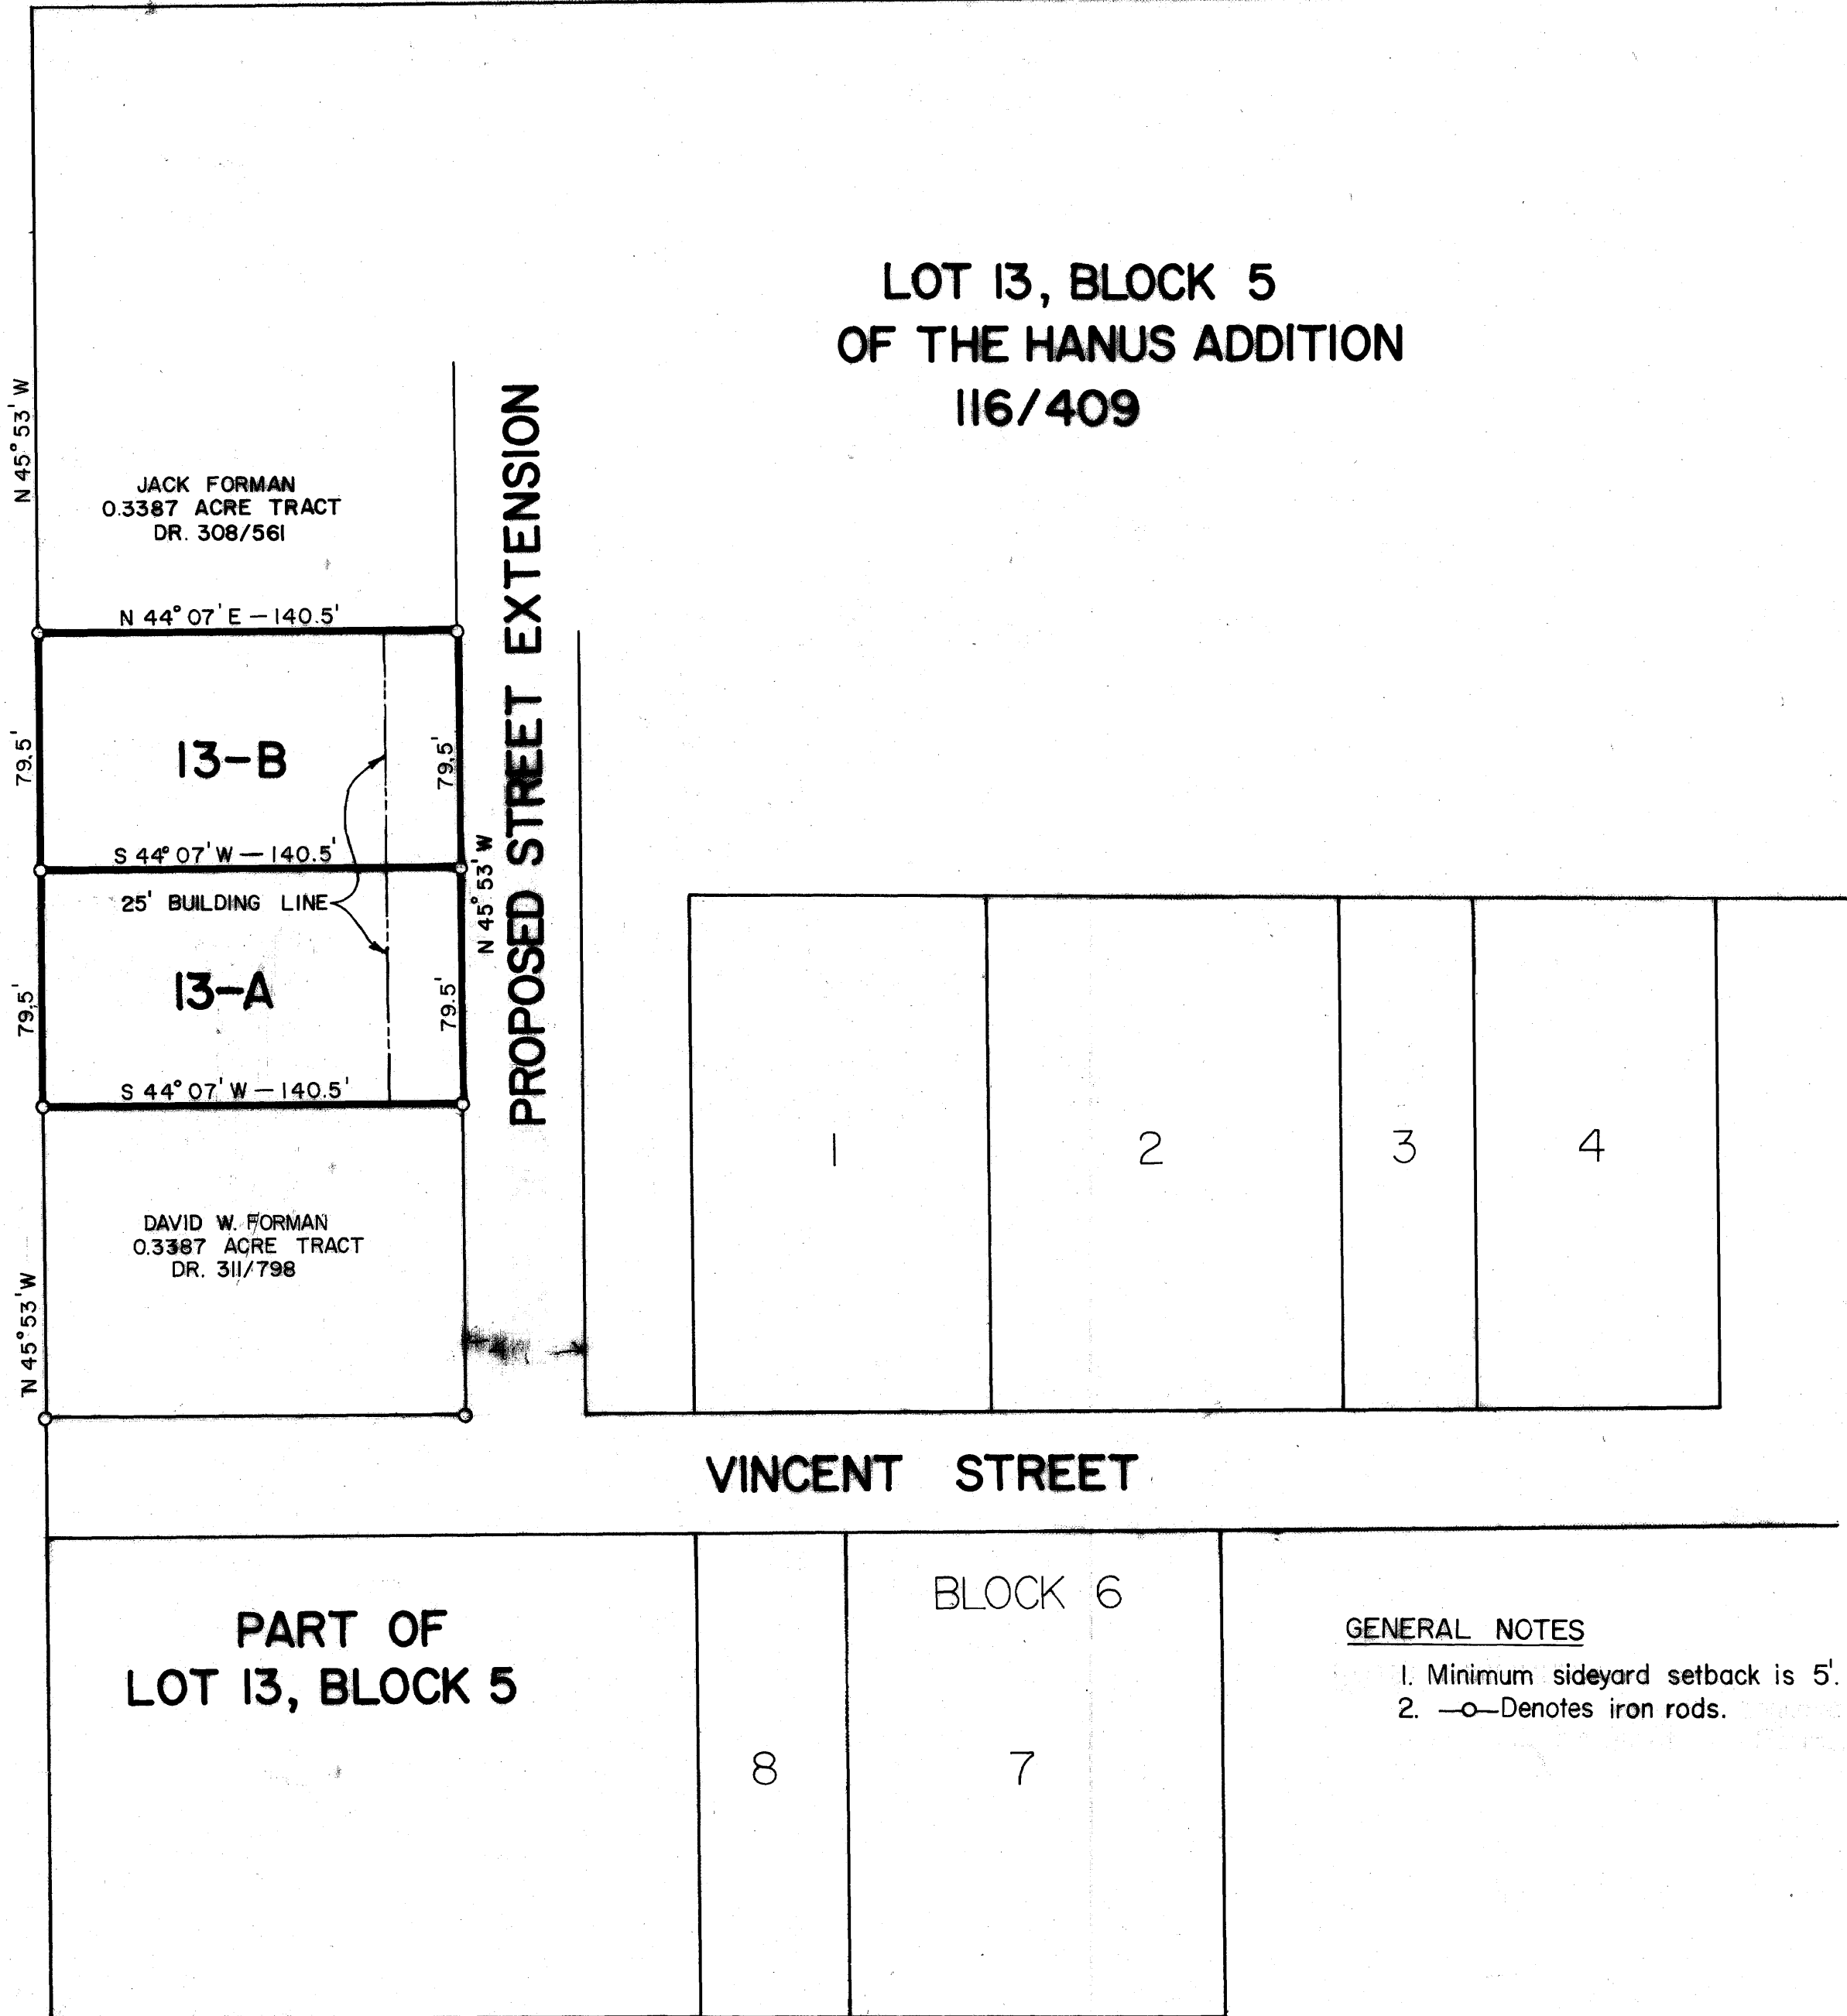 LOT 13, BLOCK 5
OF THE HANUS ADDITION
116/409
N 45° 53' W
JACK FORMAN
0.3387 ACRE TRACT
DR. 308/561
PROPOSED STREET EXTENSION
N 44° 07' E — 140.5'
79.5'
13-B
79.5'
S 44° 07' W — 140.5'
N 45° 53' W
25' BUILDING LINE
79.5'
13-A
79.5'
S 44° 07' W — 140.5'
1
2
3
4
DAVID W. FORMAN
0.3387 ACRE TRACT
DR. 311/798
N 45° 53' W
VINCENT STREET
PART OF
LOT 13, BLOCK 5
BLOCK 6
8
7
GENERAL NOTES
1. Minimum sideyard setback is 5'.
2. —o—Denotes iron rods.